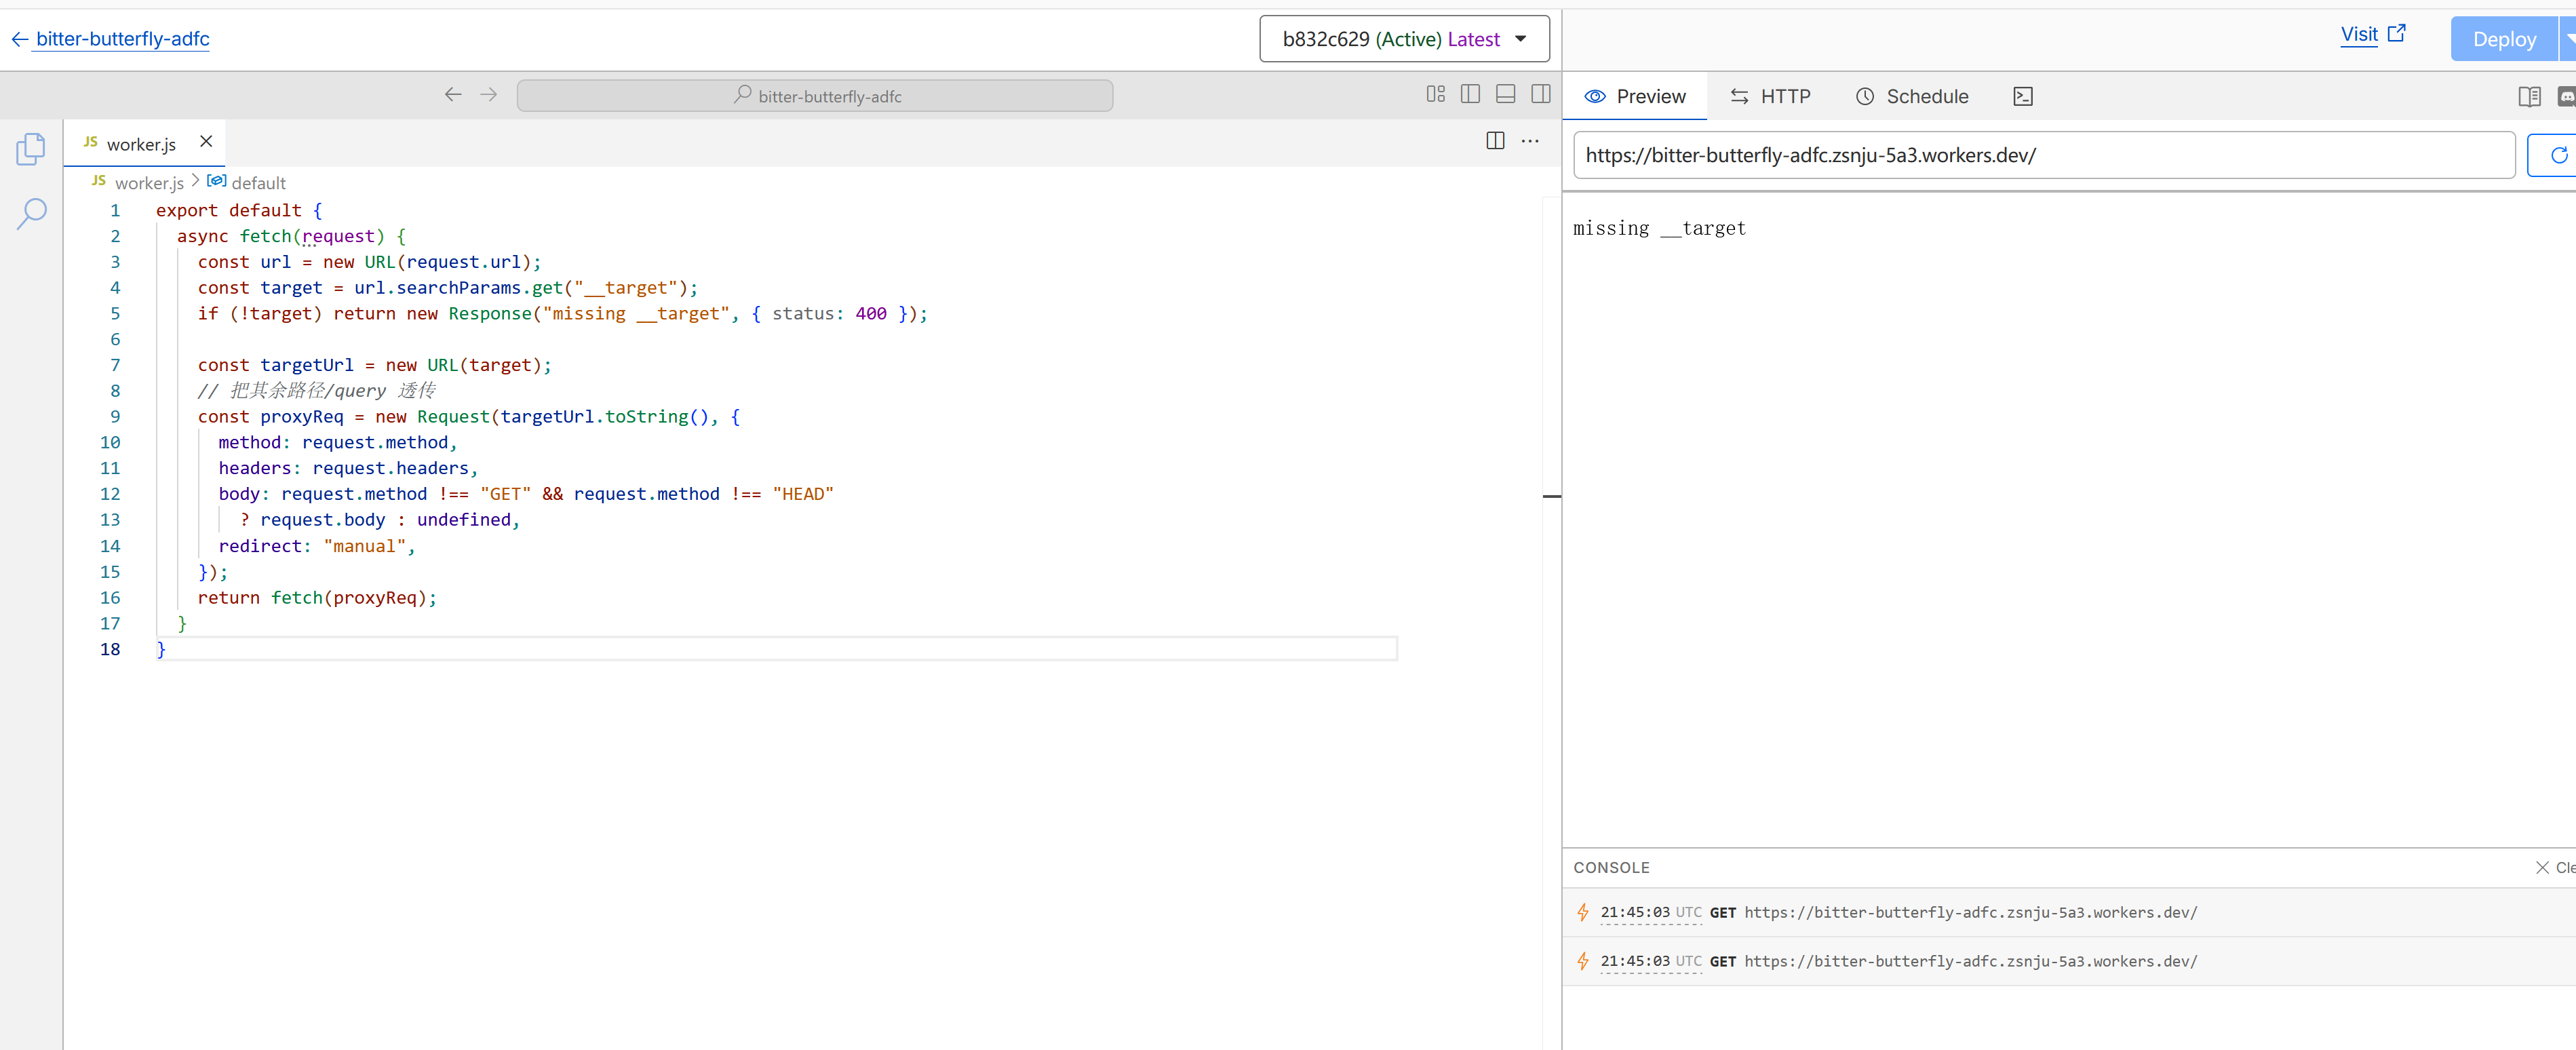 bitter-butterfly-adfc
b832c629 (Active) Latest
Visit
Deploy
bitter-butterfly-adfc
Preview
HTTP
Schedule
JS worker.js
https://bitter-butterfly-adfc.zsnju-5a3.workers.dev/
JS worker.js > default
1 export default {
2 async fetch(request) {
3 const url = new URL(request.url);
4 const target = url.searchParams.get("__target");
5 if (!target) return new Response("missing __target", { status: 400 });
6
7 const targetUrl = new URL(target);
8 // 把其余路径/query 透传
9 const proxyReq = new Request(targetUrl.toString(), {
10 method: request.method,
11 headers: request.headers,
12 body: request.method !== "GET" && request.method !== "HEAD"
13 ? request.body : undefined,
14 redirect: "manual",
15 });
16 return fetch(proxyReq);
17 }
18 }
missing __target
CONSOLE
Cle
21:45:03 UTC GET https://bitter-butterfly-adfc.zsnju-5a3.workers.dev/
21:45:03 UTC GET https://bitter-butterfly-adfc.zsnju-5a3.workers.dev/